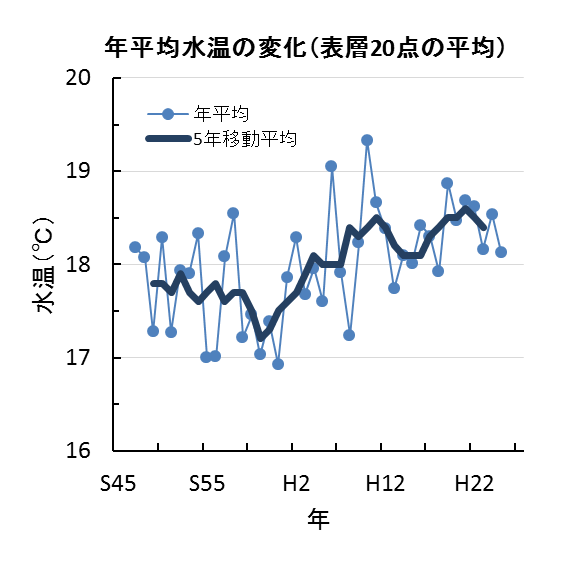 年平均水温の変化（表層20点の平均）
20
年平均
5年移動平均
19
水温（℃）
18
17
16
S45 S55 H2 H12 H22
年